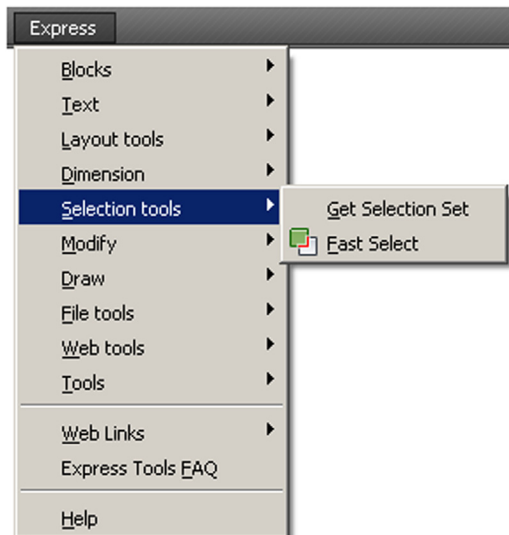 Express
Blocks
Text
Layout tools
Dimension
Selection tools
Get Selection Set
Modify
Fast Select
Draw
File tools
Web tools
Tools
Web Links
Express Tools FAQ
Help